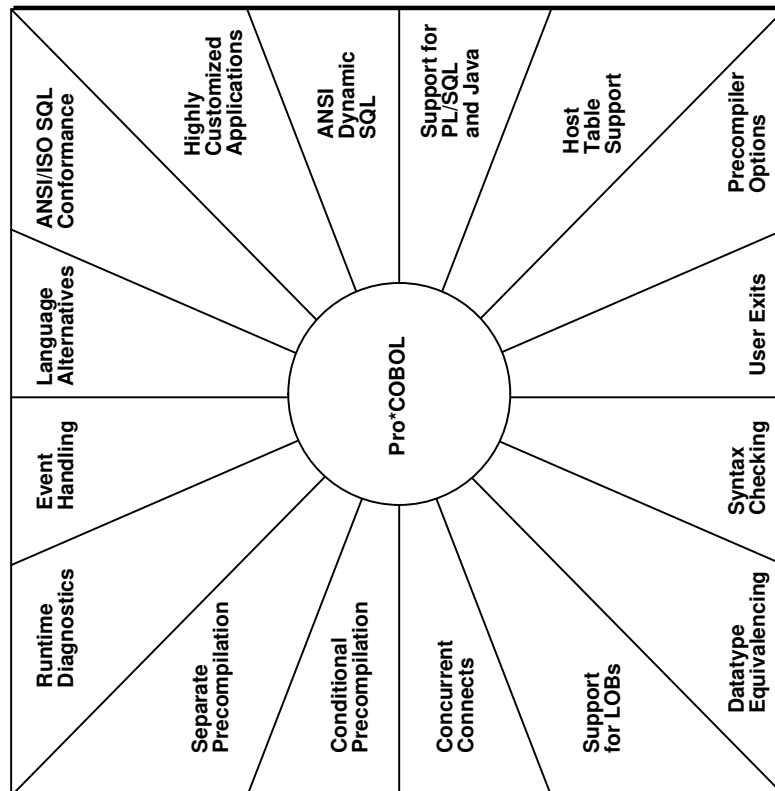 Runtime
Diagnostics
Event
Handling
Language
Alternatives
ANSI/ISO SQL
Conformance
Separate
Precompilation
Highly
Customized
Applications
Conditional
Precompilation
ANSI
Dynamic
SQL
Pro*COBOL
Concurrent
Connects
Support for
PL/SQL
and Java
Support
for LOBs
Host
Table
Support
Datatype
Equivalencing
Syntax
Checking
User Exits
Precompiler
Options